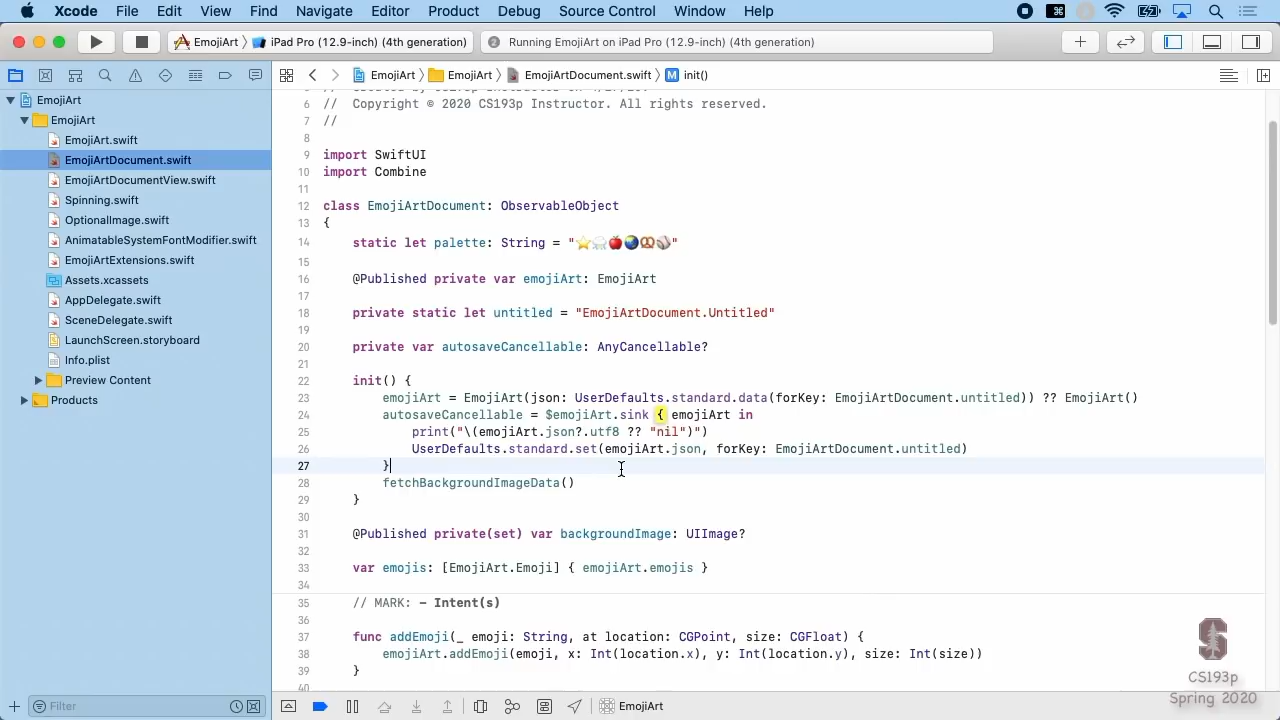 Xcode File Edit View Find Navigate Editor Product Debug Source Control Window Help
EmojiArt 〉 iPad Pro (12.9-inch) (4th generation)
2 Running EmojiArt on iPad Pro (12.9-inch) (4th generation)
EmojiArt 〉 EmojiArt 〉 EmojiArtDocument.swift 〉 M init()
EmojiArt
EmojiArt
EmojiArt.swift
EmojiArtDocument.swift
EmojiArtDocumentView.swift
Spinning.swift
OptionalImage.swift
AnimatableSystemFontModifier.swift
EmojiArtExtensions.swift
Assets.xcassets
AppDelegate.swift
SceneDelegate.swift
LaunchScreen.storyboard
Info.plist
Preview Content
Products
Filter
6 // Copyright © 2020 CS193p Instructor. All rights reserved.
7 //
8
9 import SwiftUI
10 import Combine
11
12 class EmojiArtDocument: ObservableObject
13 {
14 static let palette: String = "⭐️⛈🍎🌏🥨⚾️"
15
16 @Published private var emojiArt: EmojiArt
17
18 private static let untitled = "EmojiArtDocument.Untitled"
19
20 private var autosaveCancellable: AnyCancellable?
21
22 init() {
23 emojiArt = EmojiArt(json: UserDefaults.standard.data(forKey: EmojiArtDocument.untitled)) ?? EmojiArt()
24 autosaveCancellable = $emojiArt.sink { emojiArt in
25 print("\(emojiArt.json?.utf8 ?? "nil")")
26 UserDefaults.standard.set(emojiArt.json, forKey: EmojiArtDocument.untitled)
27 }
28 fetchBackgroundImageData()
29 }
30
31 @Published private(set) var backgroundImage: UIImage?
32
33 var emojis: [EmojiArt.Emoji] { emojiArt.emojis }
34
35 // MARK: - Intent(s)
36
37 func addEmoji(_ emoji: String, at location: CGPoint, size: CGFloat) {
38 emojiArt.addEmoji(emoji, x: Int(location.x), y: Int(location.y), size: Int(size))
39 }
40
EmojiArt
CS193p
Spring 2020